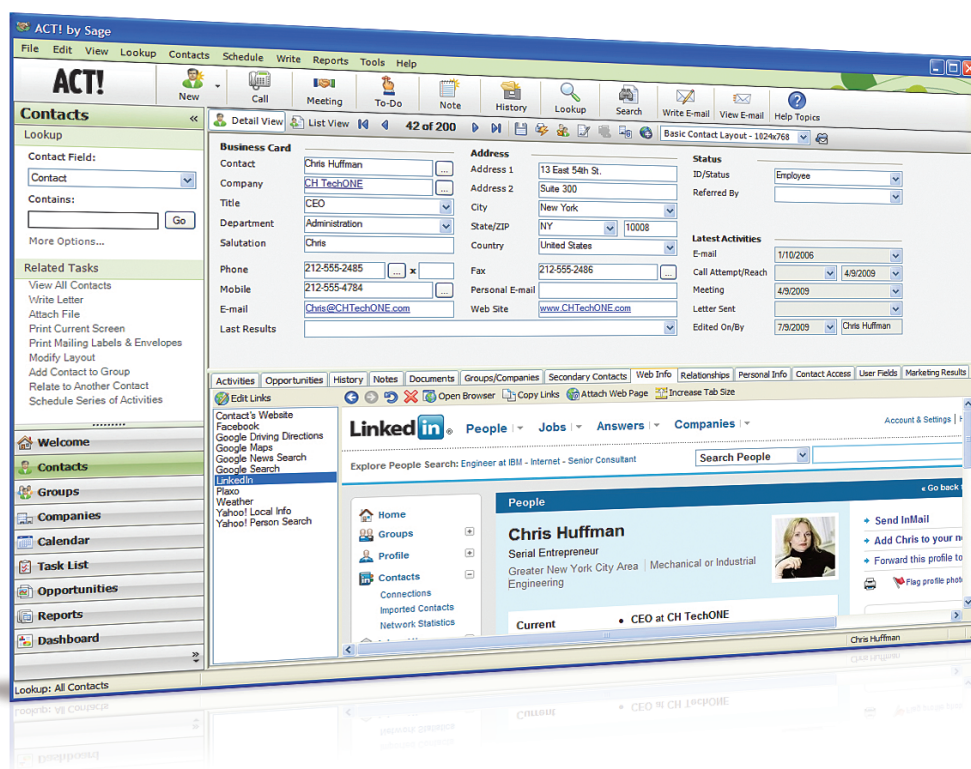 ACT! by Sage
File Edit View Lookup Contacts Schedule Write Reports Tools Help
ACT!
New Call Meeting To-Do Note History Lookup Search Write E-mail View E-mail Help Topics
Contacts «
Lookup
Contact Field:
Contact
Contains:
Go
More Options...
Related Tasks
View All Contacts
Write Letter
Attach File
Print Current Screen
Print Mailing Labels & Envelopes
Modify Layout
Add Contact to Group
Relate to Another Contact
Schedule Series of Activities
Welcome
Contacts
Groups
Companies
Calendar
Task List
Opportunities
Reports
Dashboard
Lookup: All Contacts
Detail View List View 42 of 200 Basic Contact Layout - 1024x768
Business Card
Contact Chris Huffman ...
Company CH TechONE ...
Title CEO
Department Administration
Salutation Chris
Phone 212-555-2485 ... x
Mobile 212-555-4784 ...
E-mail Chris@CHTechONE.com
Last Results
Address
Address 1 13 East 54th St.
Address 2 Suite 300
City New York
State/ZIP NY 10008
Country United States
Fax 212-555-2486 ...
Personal E-mail
Web Site www.CHTechONE.com
Status
ID/Status Employee
Referred By
Latest Activities
E-mail 1/10/2006
Call Attempt/Reach 4/9/2009
Meeting 4/9/2009
Letter Sent
Edited On/By 7/9/2009 Chris Huffman
Activities Opportunities History Notes Documents Groups/Companies Secondary Contacts Web Info Relationships Personal Info Contact Access User Fields Marketing Results
Edit Links Open Browser Copy Links Attach Web Page Increase Tab Size
Contact's Website
Facebook
Google Driving Directions
Google Maps
Google News Search
Google Search
LinkedIn
Plaxo
Weather
Yahoo! Local Info
Yahoo! Person Search
Linked in ® People Jobs Answers Companies Account & Settings
Explore People Search: Engineer at IBM - Internet - Senior Consultant Search People
Home
Groups
Profile
Contacts
Connections
Imported Contacts
Network Statistics
People « Go back
Chris Huffman
Serial Entrepreneur
Greater New York City Area | Mechanical or Industrial
Engineering
Current • CEO at CH TechONE
Send InMail
Add Chris to your
Forward this profile to
Flag profile
Chris Huffman